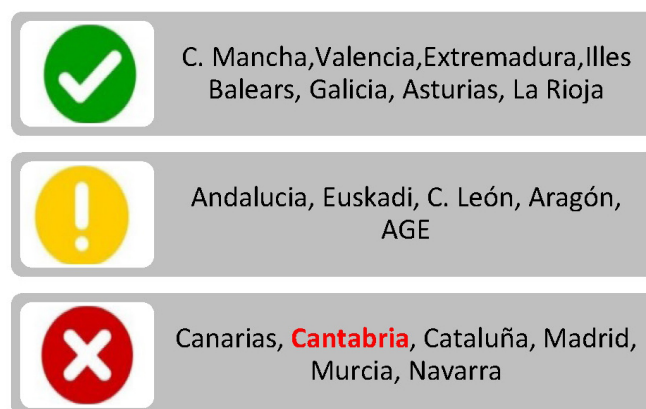 C. Mancha,Valencia,Extremadura,Illes
Balears, Galicia, Asturias, La Rioja
Andalucia, Euskadi, C. León, Aragón,
AGE
Canarias, Cantabria, Cataluña, Madrid,
Murcia, Navarra